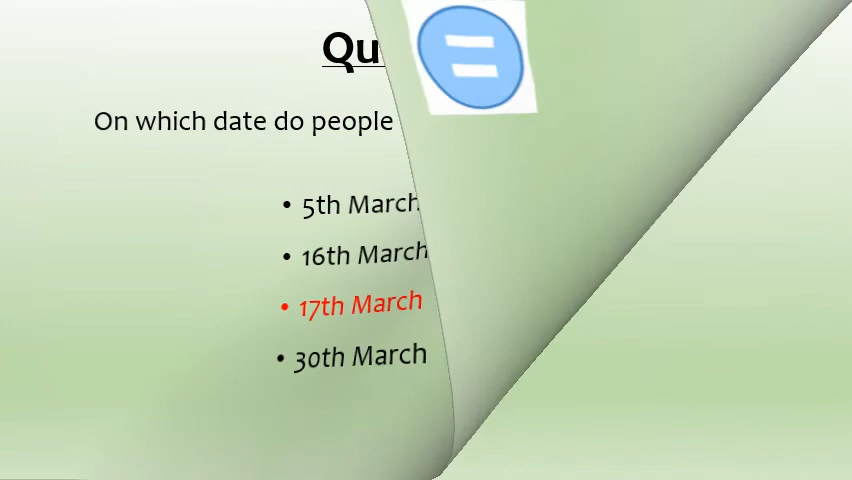 Qu
On which date do people
• 5th March
• 16th March
• 17th March
• 30th March